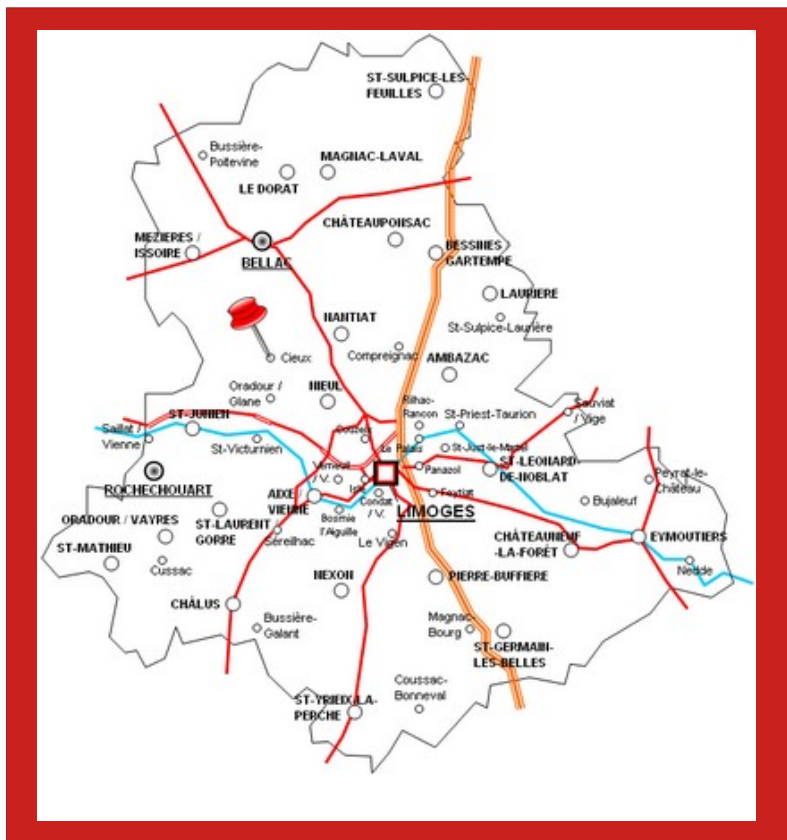 ST-SULPICE-LES-
FEUILLES
Bussière-
Poitevine
MAGNAC-LAVAL
LE DORAT
CHÂTEAUPONSAC
MEZIERES /
ISSOIRE
BELLAC
BESSINES
GARTEMPE
LAURIERE
St-Sulpice-Laurière
NANTIAT
Compreignac
Cieux
AMBAZAC
Oradour /
Glane
NIEUL
Rilhac-
Rancon
St-Priest-Taurion
Sauviat
/ Vige
ST-JUNIEN
Saillat /
Vienne
St-Victurnien
Couzeix
Le Palais
St-Just-le-Martel
ROCHECHOUART
Verneuil
/ V.
Isle
Panazol
ST-LEONARD-
DE-NOBLAT
Peyrat-le-
Château
AIXE /
VIENNE
Condat
/ V.
Feytiat
Bujaleuf
LIMOGES
ORADOUR / VAYRES
ST-LAURENT /
GORRE
Bosmie
l'Aiguille
Séreilhac
Le Vigen
CHÂTEAUNEUF
-LA-FORÊT
EYMOUTIERS
ST-MATHIEU
Cussac
Nedde
NEXON
PIERRE-BUFFIERE
CHÂLUS
Bussière-
Galant
Magnac-
Bourg
ST-GERMAIN-
LES-BELLES
Coussac-
Bonneval
ST-YRIEIX/LA-
PERCHE